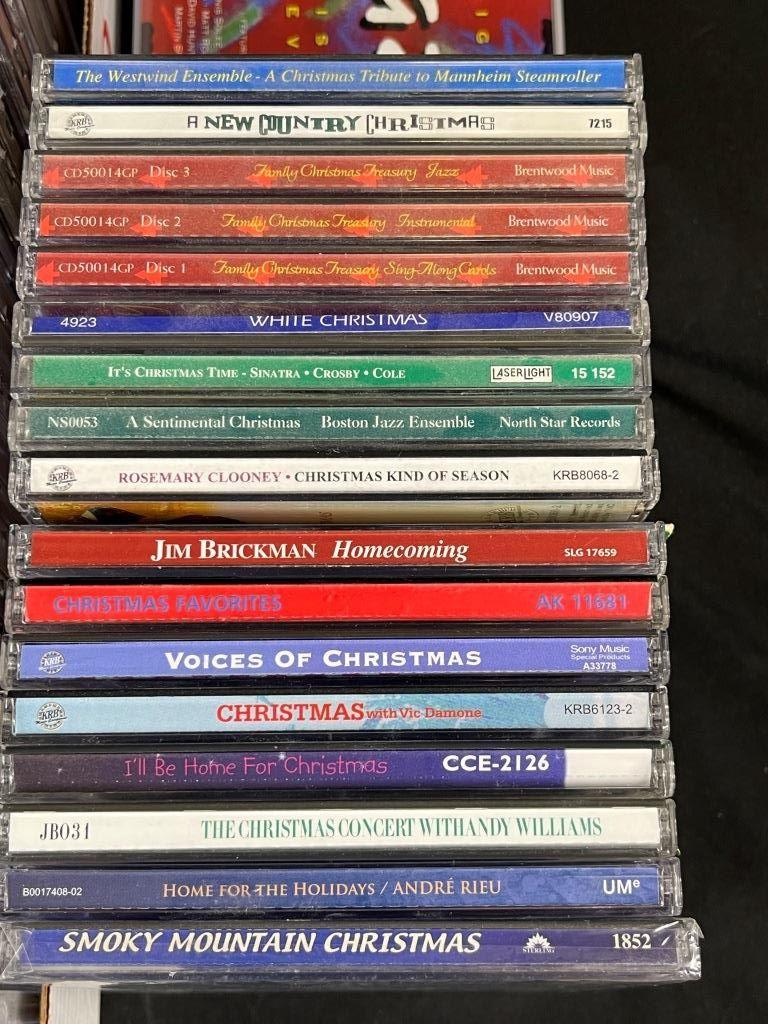 The Westwind Ensemble - A Christmas Tribute to Mannheim Steamroller
KRB A NEW COUNTRY CHRISTMAS 7215
CD50014GP Disc 3 Family Christmas Treasury Jazz Brentwood Music
CD50014GP Disc 2 Family Christmas Treasury Instrumental Brentwood Music
CD50014GP Disc 1 Family Christmas Treasury Sing-Along Carols Brentwood Music
4923 WHITE CHRISTMAS V80907
IT'S CHRISTMAS TIME - SINATRA • CROSBY • COLE LASERLIGHT 15 152
NS0053 A Sentimental Christmas Boston Jazz Ensemble North Star Records
KRB ROSEMARY CLOONEY • CHRISTMAS KIND OF SEASON KRB8068-2
JIM BRICKMAN Homecoming SLG 17659
CHRISTMAS FAVORITES AK 11681
KRB VOICES OF CHRISTMAS Sony Music
Special Products
A33778
KRB CHRISTMAS with Vic Damone KRB6123-2
I'll Be Home For Christmas CCE-2126
JB031 THE CHRISTMAS CONCERT WITHANDY WILLIAMS
B0017408-02 HOME FOR THE HOLIDAYS / ANDRÉ RIEU UMe
SMOKY MOUNTAIN CHRISTMAS STERLING 1852